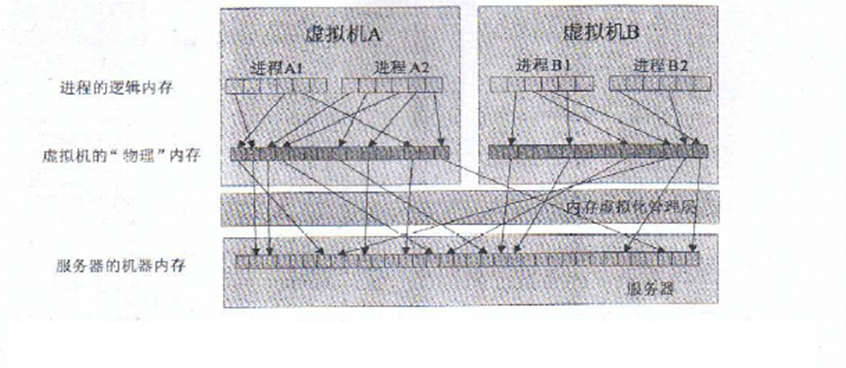 虚拟机A
虚拟机B
进程A1
进程A2
进程B1
进程B2
进程的逻辑内存
虚拟机的“物理”内存
内存虚拟化管理层
服务器的机器内存
服务器